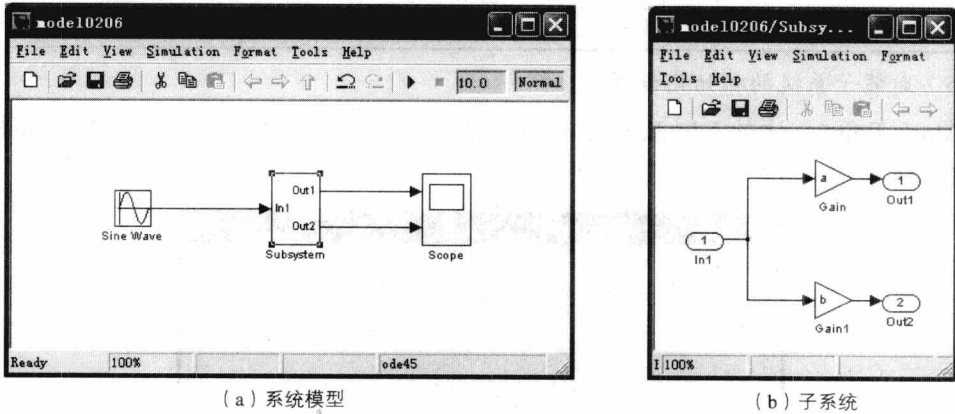 model0206
File Edit View Simulation Format Tools Help
10.0 Normal
Sine Wave
In1
Out1
Out2
Subsystem
Scope
Ready 100% ode45
(a)系统模型
model0206/Subsy...
File Edit View Simulation Format
Tools Help
1
In1
a
Gain
1
Out1
b
Gain1
2
Out2
100%
(b)子系统